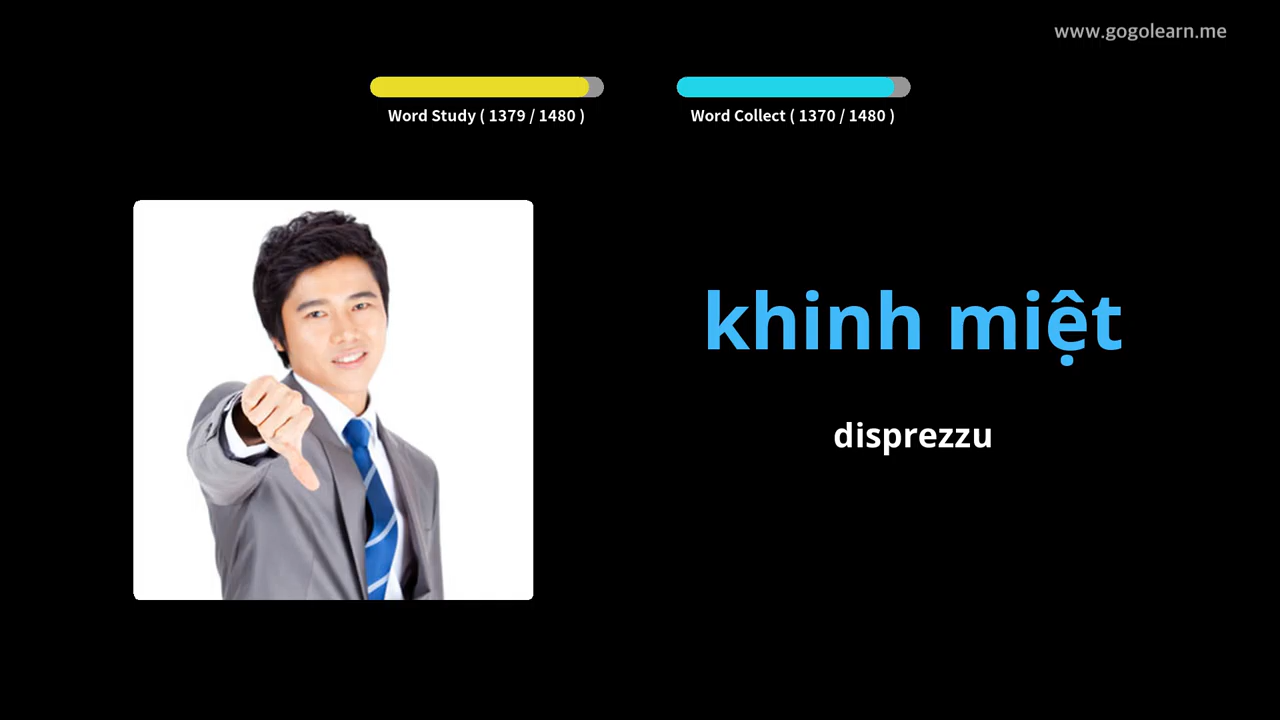 www.gogolearn.me
Word Study ( 1379 / 1480 )
Word Collect ( 1370 / 1480 )
khinh miệt
disprezzu